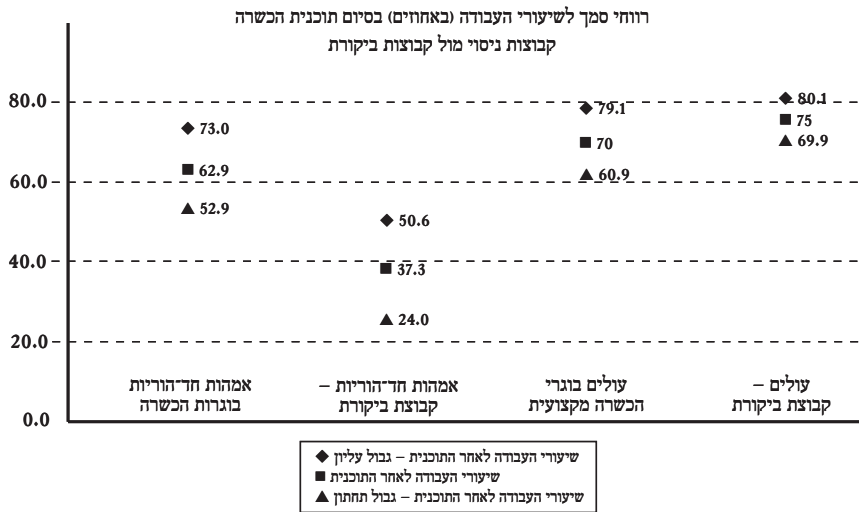 רווחי סמך לשיעורי העבודה (באחוזים) בסיום תוכנית הכשרה
קבוצות ניסוי מול קבוצות ביקורת
80.0
60.0
40.0
20.0
0.0
73.0
62.9
52.9
50.6
37.3
24.0
79.1
70
60.9
80.1
75
69.9
אמהות חד־הוריות
בוגרות הכשרה
אמהות חד־הוריות –
קבוצת ביקורת
עולים בוגרי
הכשרה מקצועית
עולים –
קבוצת ביקורת
שיעורי העבודה לאחר התוכנית – גבול עליון
שיעורי העבודה לאחר התוכנית
שיעורי העבודה לאחר התוכנית – גבול תחתון